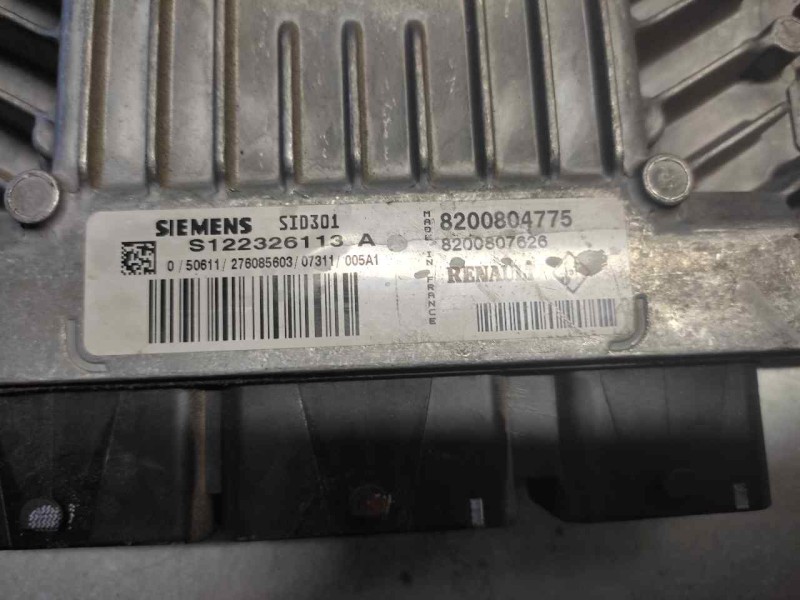 SIEMENS SID301
S122326113 A
0/50611/276085603/07311/005A1
MADE IN FRANCE
8200804775
8200807626
RENAULT